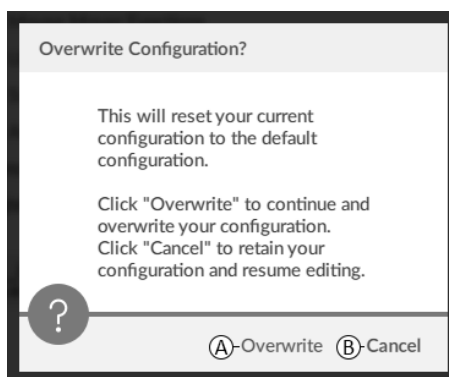 Overwrite Configuration?
This will reset your current
configuration to the default
configuration.
Click "Overwrite" to continue and
overwrite your configuration.
Click "Cancel" to retain your
configuration and resume editing.
?
Ⓐ-Overwrite Ⓑ-Cancel